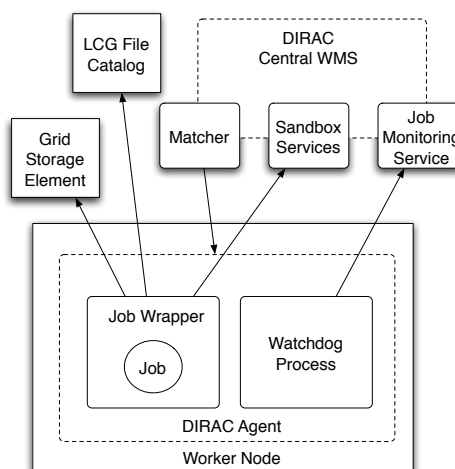 LCG File
Catalog
DIRAC
Central WMS
Matcher
Sandbox
Services
Job
Monitoring
Service
Grid
Storage
Element
Job Wrapper
Job
Watchdog
Process
DIRAC Agent
Worker Node